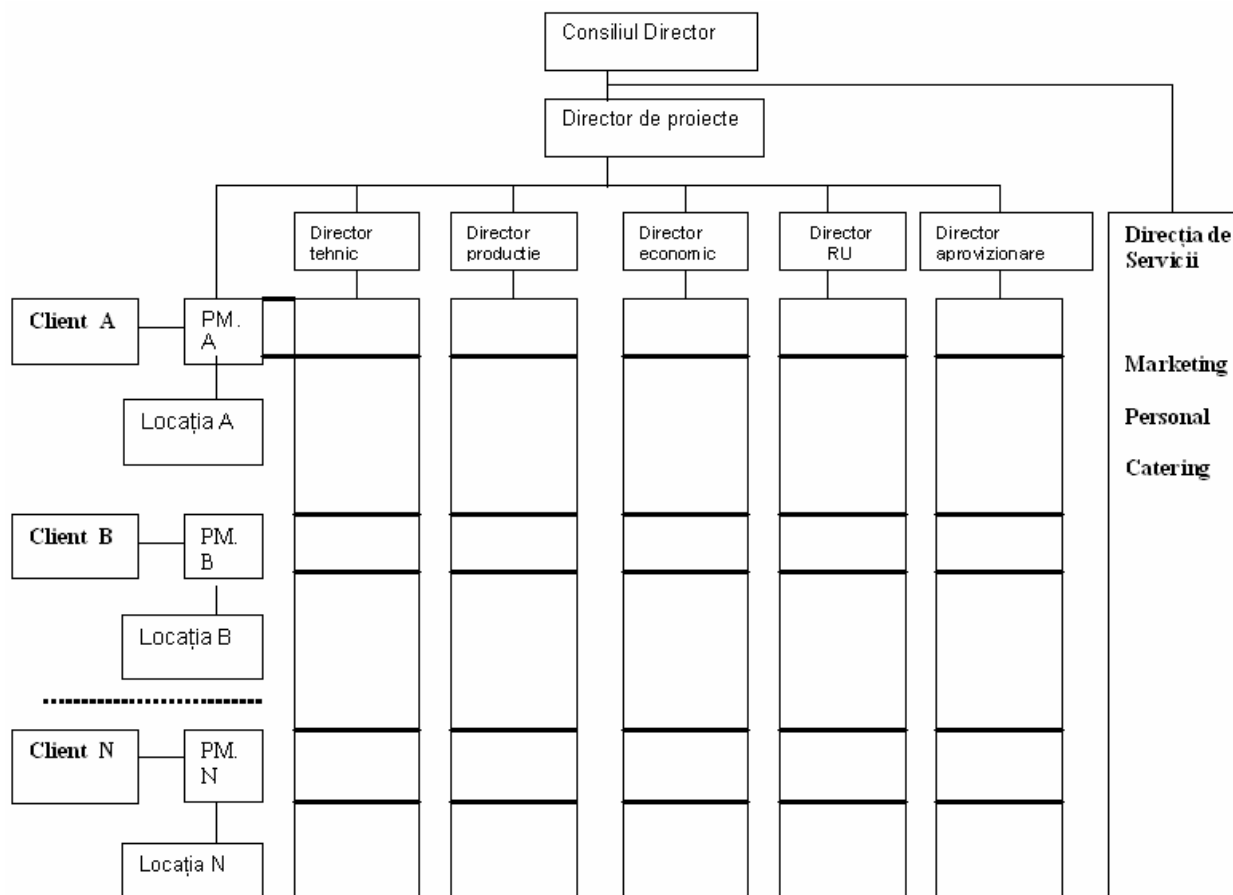 Consiliul Director
Director de proiecte
Director
tehnic
Director
productie
Director
economic
Director
RU
Director
aprovizionare
Direcția de
Servicii
Client A
PM.
A
Marketing
Locația A
Personal
Catering
Client B
PM.
B
Locația B
Client N
PM.
N
Locația N